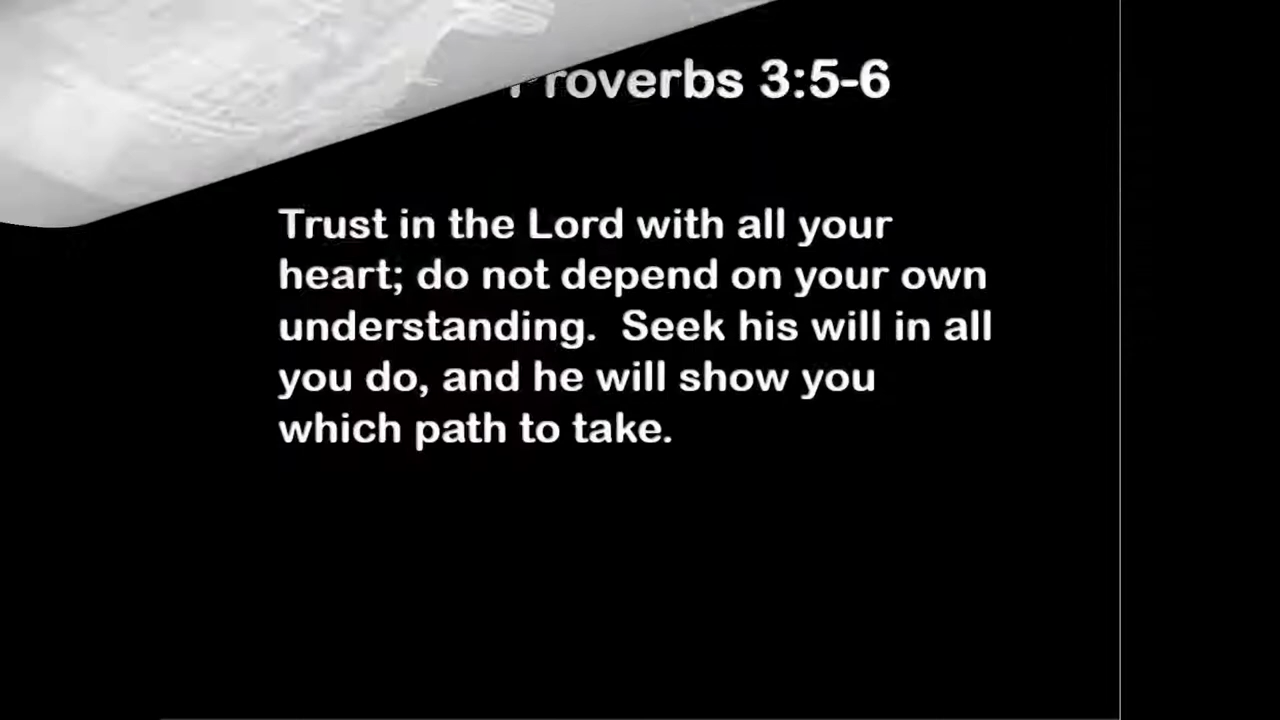 Proverbs 3:5-6
Trust in the Lord with all your
heart; do not depend on your own
understanding.  Seek his will in all
you do, and he will show you
which path to take.